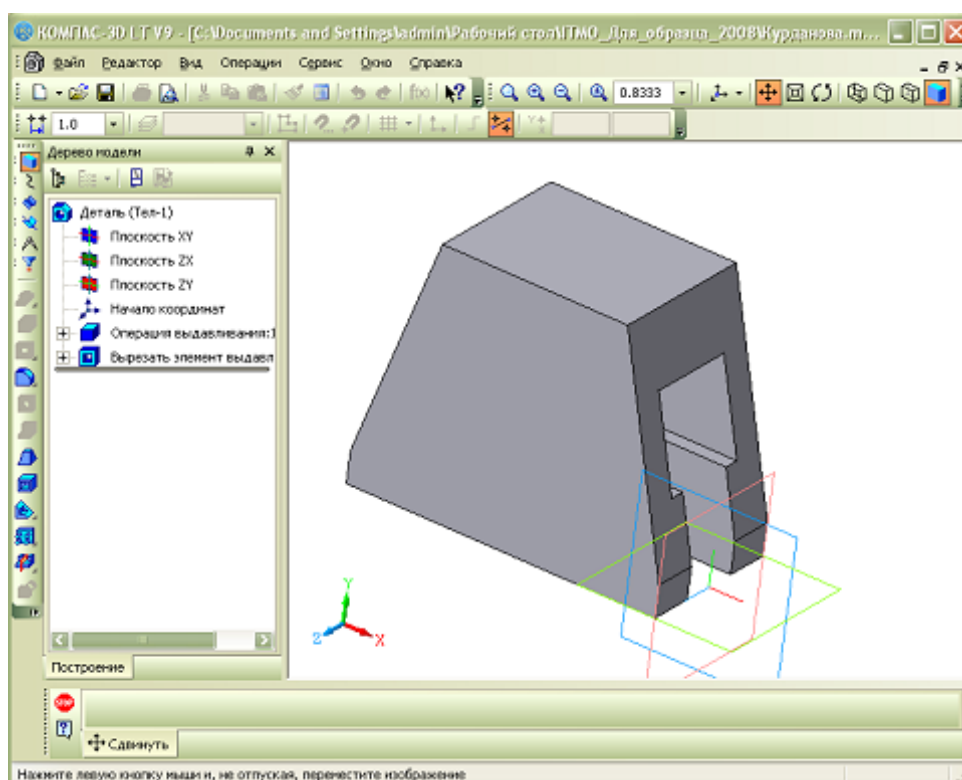 КОМПАС-3D LT V9 - [C:\Documents and Settings\admin\Рабочий стол\ITMO_Для_образца_2008\Курданова.m...
Файл Редактор Вид Операции Сервис Окно Справка
0.8333
1.0
Дерево модели
Деталь (Тел-1)
Плоскость XY
Плоскость ZX
Плоскость ZY
Начало координат
Операция выдавливания:1
Вырезать элемент выдавл
Y
Z
X
Построение
STOP
Сдвинуть
Нажмите левую кнопку мыши и, не отпуская, переместите изображение